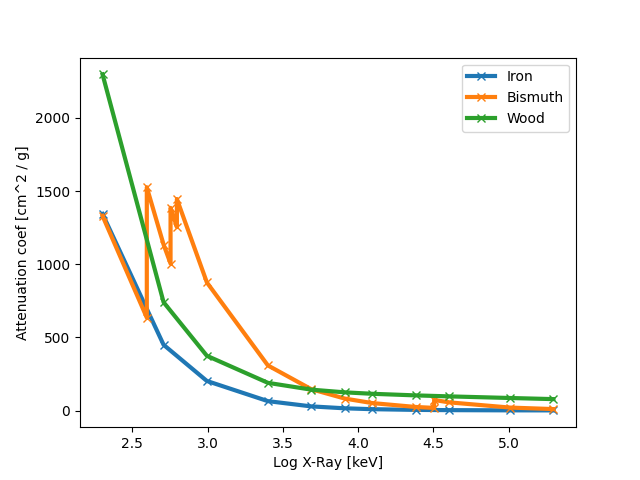 Iron
Bismuth
Wood
Attenuation coef [cm^2 / g]
2000
1500
1000
500
0
2.5 3.0 3.5 4.0 4.5 5.0
Log X-Ray [keV]